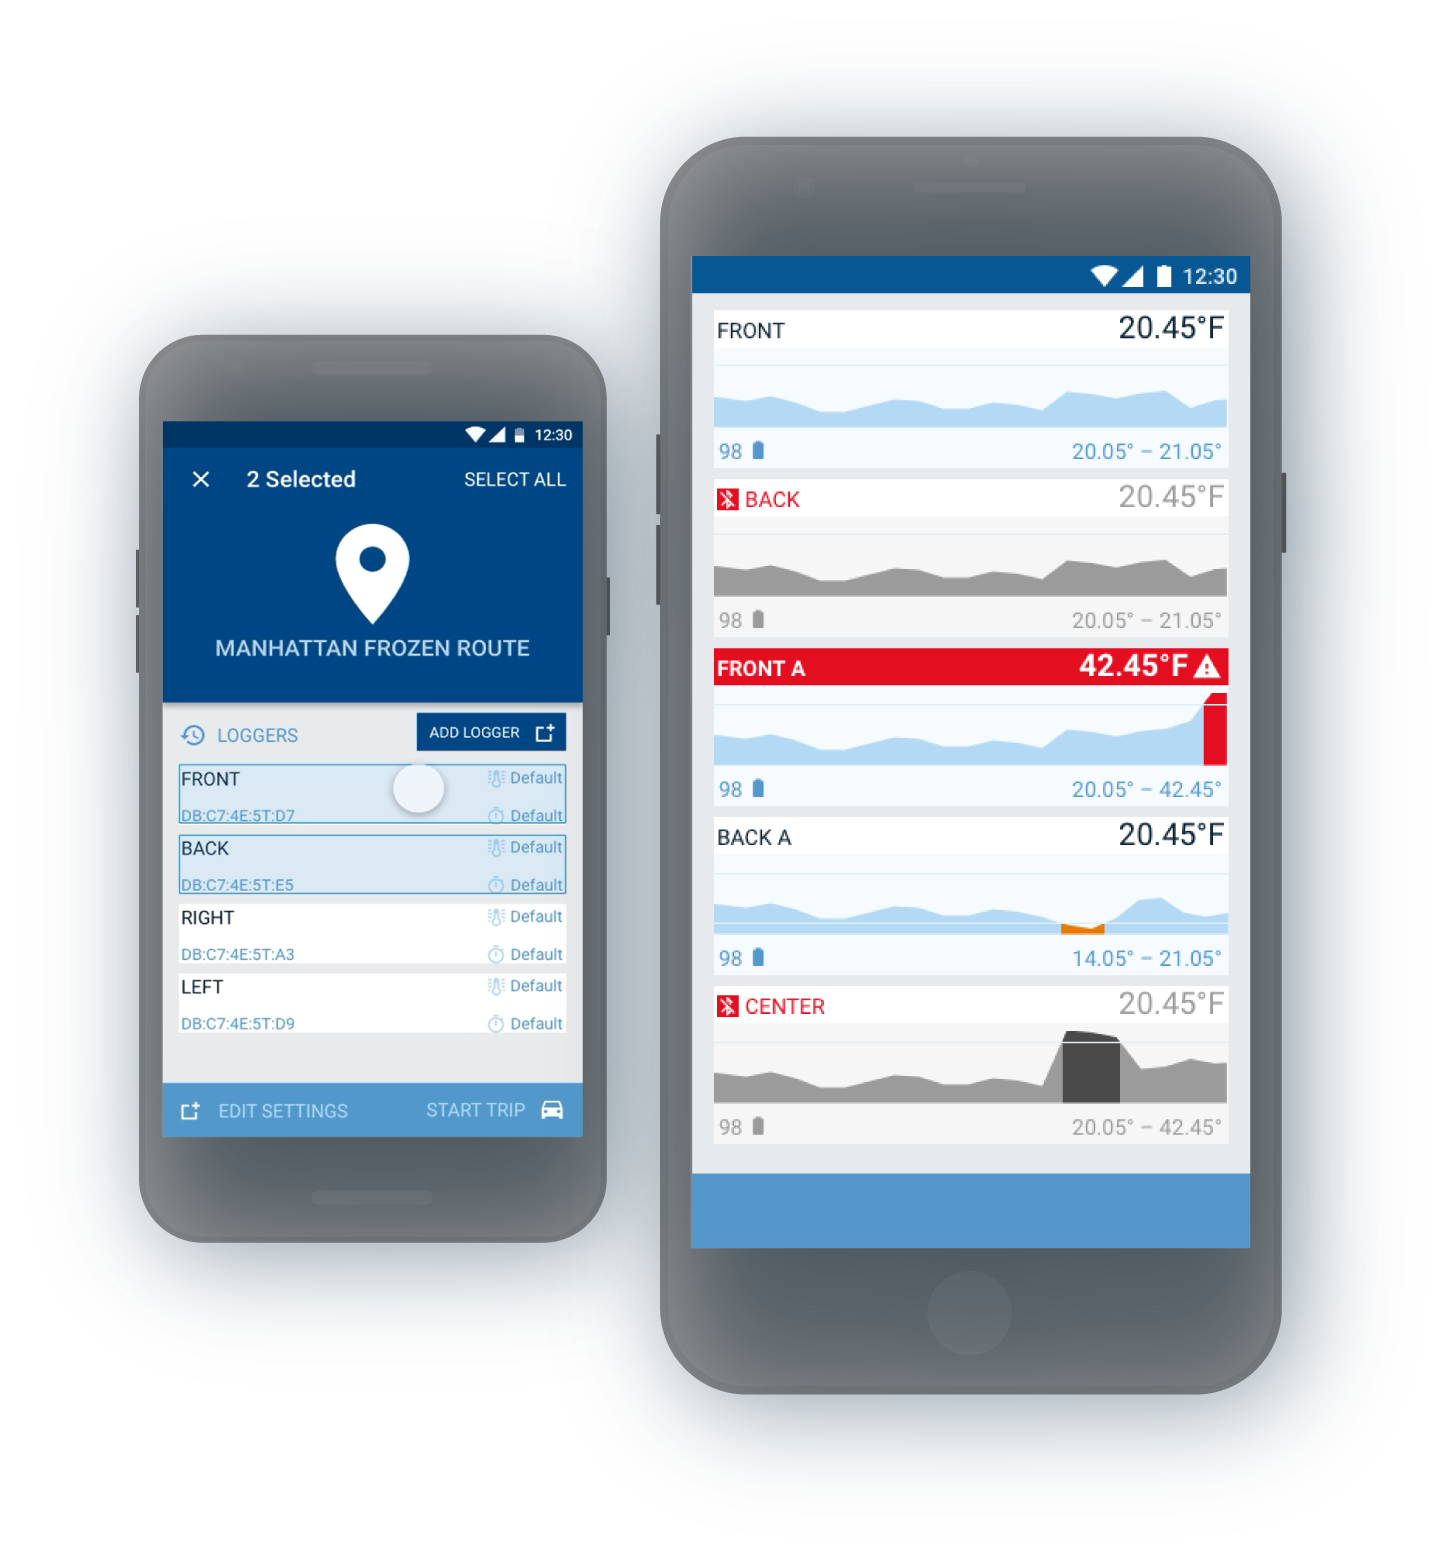 12:30
2 Selected
SELECT ALL
MANHATTAN FROZEN ROUTE
LOGGERS
ADD LOGGER
FRONT
Default
DB:C7:4E:5T:D7
Default
BACK
Default
DB:C7:4E:5T:E5
Default
RIGHT
Default
DB:C7:4E:5T:A3
Default
LEFT
Default
DB:C7:4E:5T:D9
Default
EDIT SETTINGS
START TRIP
12:30
FRONT
20.45°F
98
20.05° – 21.05°
BACK
20.45°F
98
20.05° – 21.05°
FRONT A
42.45°F
98
20.05° – 42.45°
BACK A
20.45°F
98
14.05° – 21.05°
CENTER
20.45°F
98
20.05° – 42.45°